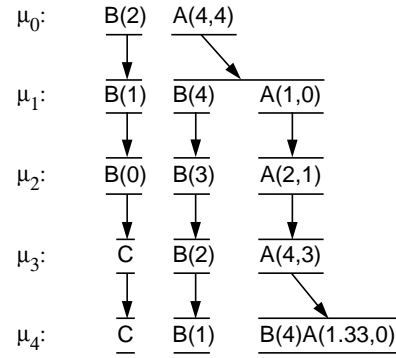 μ0: B(2) A(4,4)
μ1: B(1) B(4) A(1,0)
μ2: B(0) B(3) A(2,1)
μ3: C B(2) A(4,3)
μ4: C B(1) B(4)A(1.33,0)